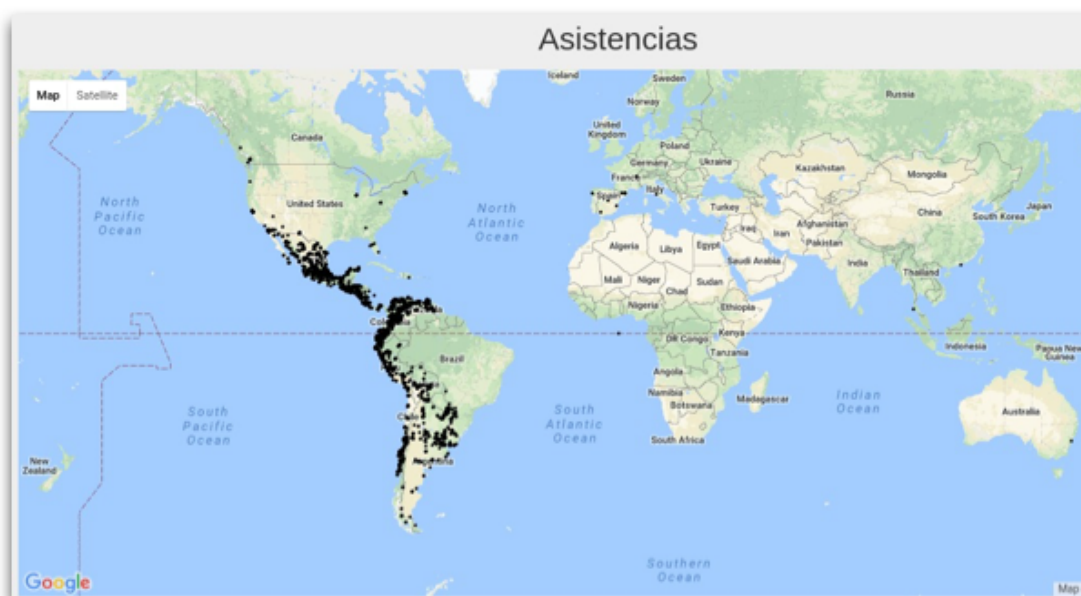 Asistencias
Map Satellite
Iceland
Sweden
Norway
Russia
Canada
United Kingdom
Poland
Germany
Ukraine
France
Kazakhstan
Mongolia
Italy
Spain
United States
North Pacific Ocean
North Atlantic Ocean
Turkey
China
Japan
South Korea
Afghanistan
Iraq
Iran
Pakistan
Algeria
Libya
Egypt
Saudi Arabia
India
Mali
Niger
Chad
Sudan
Thailand
Nigeria
Ethiopia
DR Congo
Kenya
Indonesia
Papua New Guinea
Tanzania
Brazil
Angola
Namibia
Botswana
Madagascar
Indian Ocean
South Pacific Ocean
South Atlantic Ocean
Chile
Australia
South Africa
New Zealand
Argentina
Southern Ocean
Google
Map